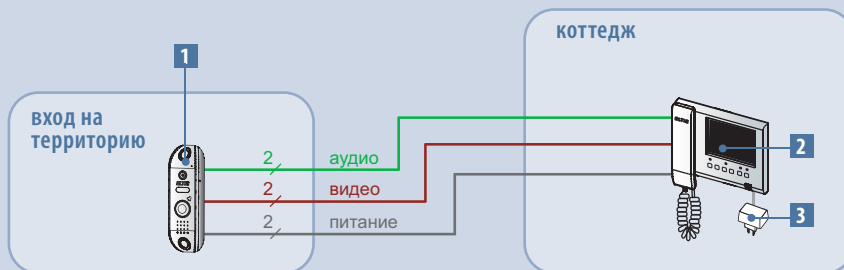 коттедж
1
вход на
территорию
2 аудио
2 видео
2 питание
2
3